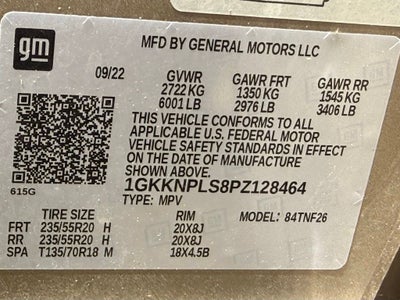 gm
MFD BY GENERAL MOTORS LLC
09/22 GVWR GAWR FRT GAWR RR
2722 KG 1350 KG 1545 KG
6001 LB 2976 LB 3406 LB
THIS VEHICLE CONFORMS TO ALL
APPLICABLE U.S. FEDERAL MOTOR
VEHICLE SAFETY STANDARDS IN EFFECT
ON THE DATE OF MANUFACTURE
SHOWN ABOVE.
615G
1GKKNPLS8PZ128464
TYPE: MPV MODEL: 84TNF26
TIRE SIZE RIM
FRT 235/55R20 H 20X8J
RR 235/55R20 H 20X8J
SPA T135/70R18 M 18X4.5B